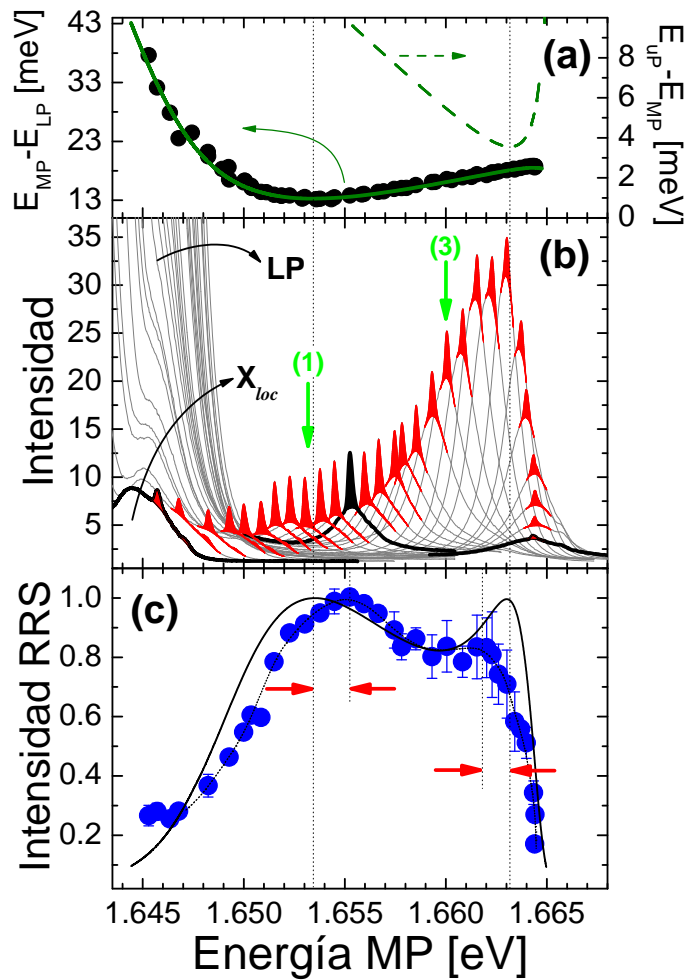 43
33
23
13
E_MP-E_LP [meV]
(a)
8
6
4
2
0
E_uP-E_MP [meV]
35
30
25
20
15
10
5
Intensidad
LP
X_loc
(1)
(3)
(b)
1.0
0.8
0.6
0.4
0.2
Intensidad RRS
(c)
1.645
1.650
1.655
1.660
1.665
Energía MP [eV]